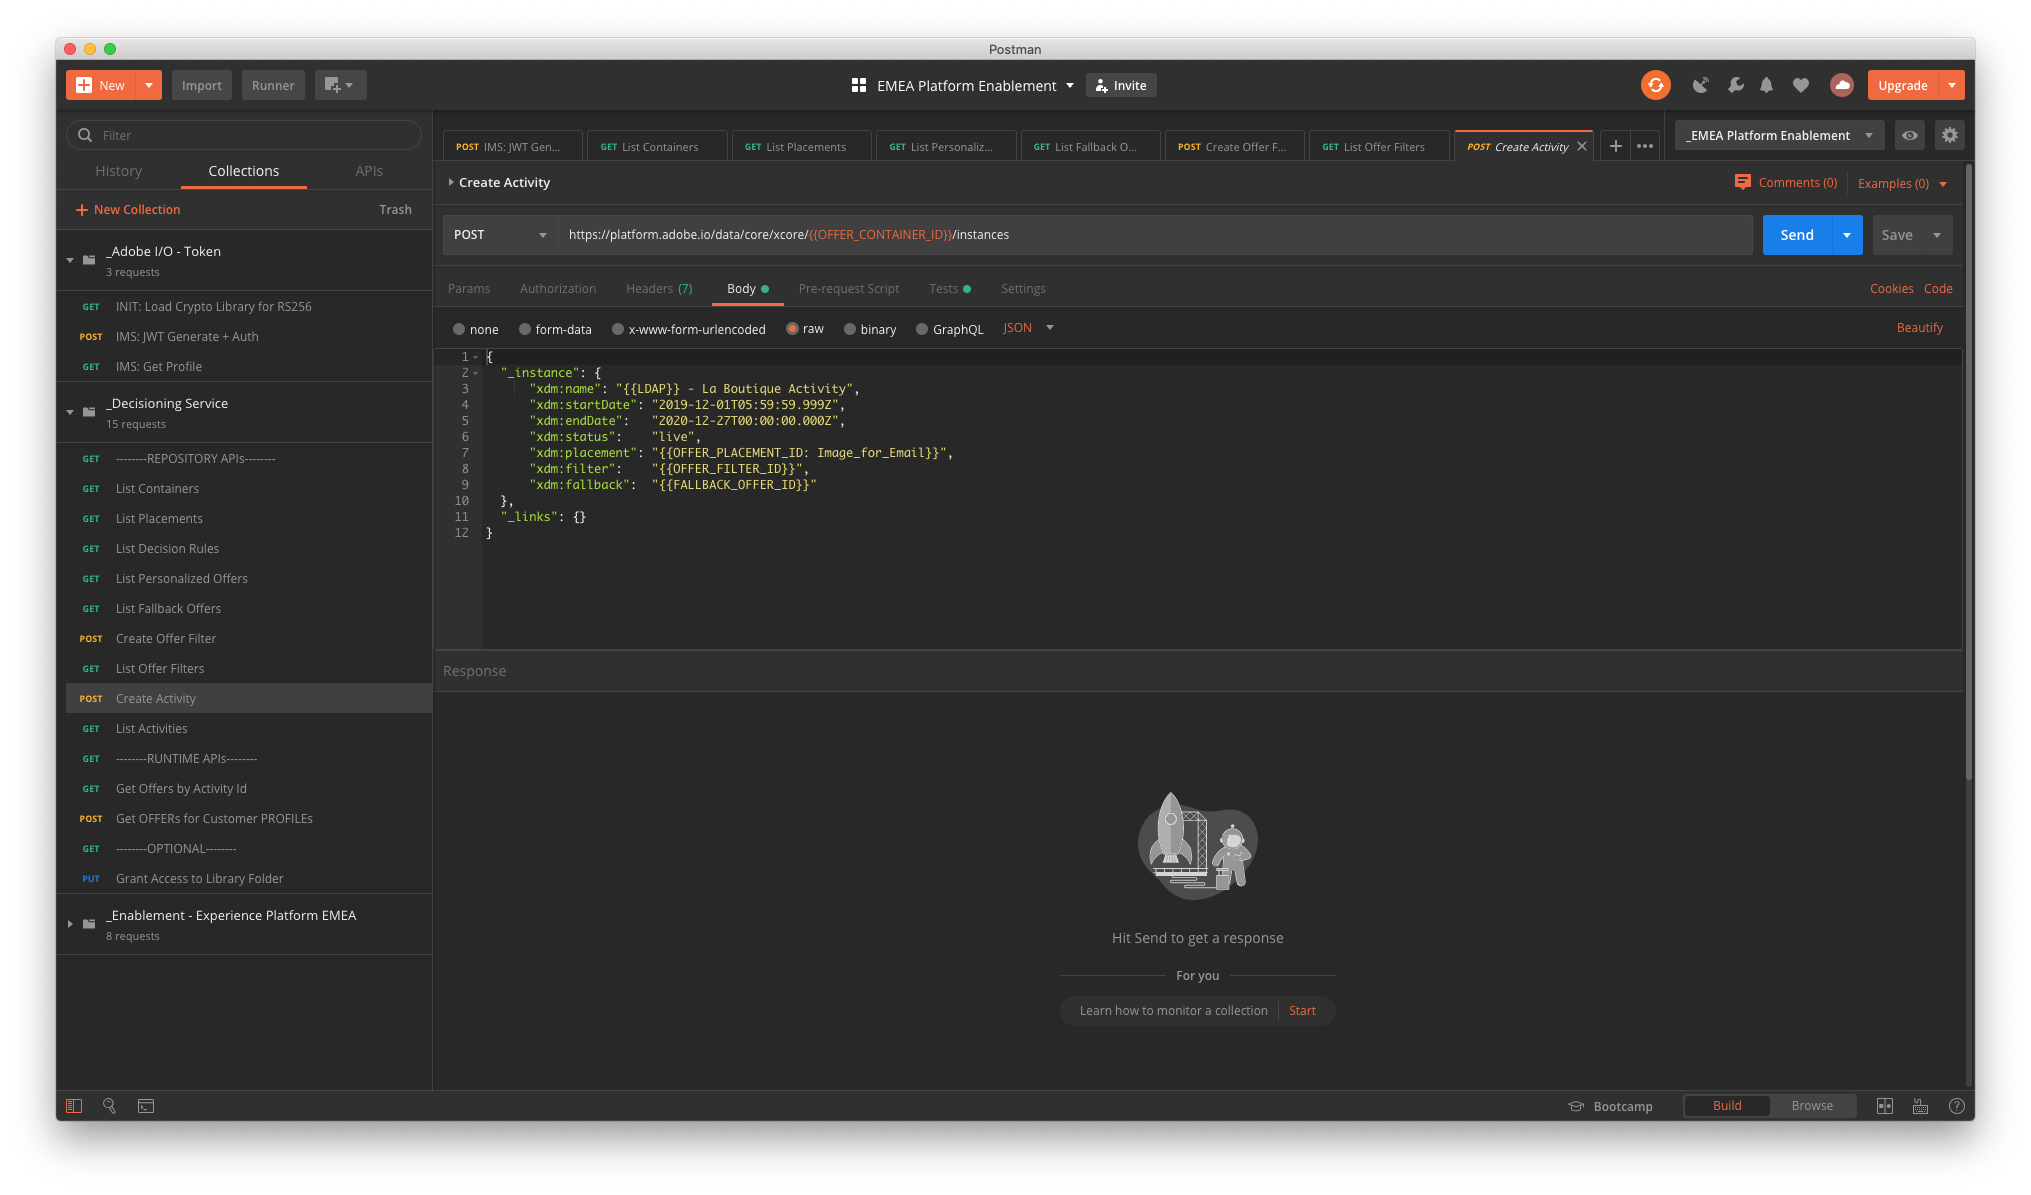 Postman
New
Import
Runner
EMEA Platform Enablement
Invite
Upgrade
Filter
History
Collections
APIs
New Collection
Trash
_Adobe I/O - Token
3 requests
GET INIT: Load Crypto Library for RS256
POST IMS: JWT Generate + Auth
GET IMS: Get Profile
_Decisioning Service
15 requests
GET --------REPOSITORY APIs--------
GET List Containers
GET List Placements
GET List Decision Rules
GET List Personalized Offers
GET List Fallback Offers
POST Create Offer Filter
GET List Offer Filters
POST Create Activity
GET List Activities
GET --------RUNTIME APIs--------
GET Get Offers by Activity Id
POST Get OFFERs for Customer PROFILEs
GET --------OPTIONAL--------
PUT Grant Access to Library Folder
_Enablement - Experience Platform EMEA
8 requests
POST IMS: JWT Gen...
GET List Containers
GET List Placements
GET List Personaliz...
GET List Fallback O...
POST Create Offer F...
GET List Offer Filters
POST Create Activity
_EMEA Platform Enablement
Create Activity
Comments (0)
Examples (0)
POST
https://platform.adobe.io/data/core/xcore/{{OFFER_CONTAINER_ID}}/instances
Send
Save
Params
Authorization
Headers (7)
Body
Pre-request Script
Tests
Settings
Cookies
Code
none
form-data
x-www-form-urlencoded
raw
binary
GraphQL
JSON
Beautify
1 {
2 "_instance": {
3 "xdm:name": "{{LDAP}} - La Boutique Activity",
4 "xdm:startDate": "2019-12-01T05:59:59.999Z",
5 "xdm:endDate": "2020-12-27T00:00:00.000Z",
6 "xdm:status": "live",
7 "xdm:placement": "{{OFFER_PLACEMENT_ID: Image_for_Email}}",
8 "xdm:filter": "{{OFFER_FILTER_ID}}",
9 "xdm:fallback": "{{FALLBACK_OFFER_ID}}"
10 },
11 "_links": {}
12 }
Response
Hit Send to get a response
For you
Learn how to monitor a collection
Start
Bootcamp
Build
Browse